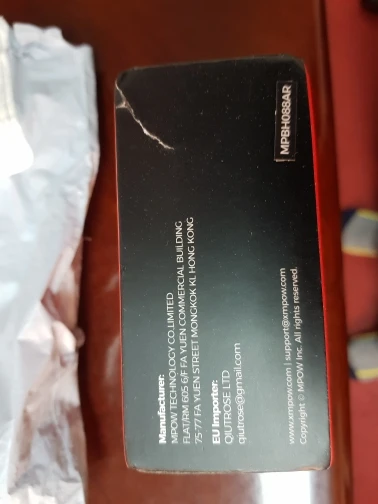 Manufacturer:
MPOW TECHNOLOGY CO.LIMITED
FLAT/RM 605 6/F FA YUEN COMMERCIAL BUILDING
75-77 FA YUEN STREET MONGKOK KL HONG KONG
EU Importer:
QIUTROSE LTD
qiutrose@gmail.com
www.xmpow.com | support@xmpow.com
Copyright © MPOW Inc. All rights reserved.
MPBH088AR